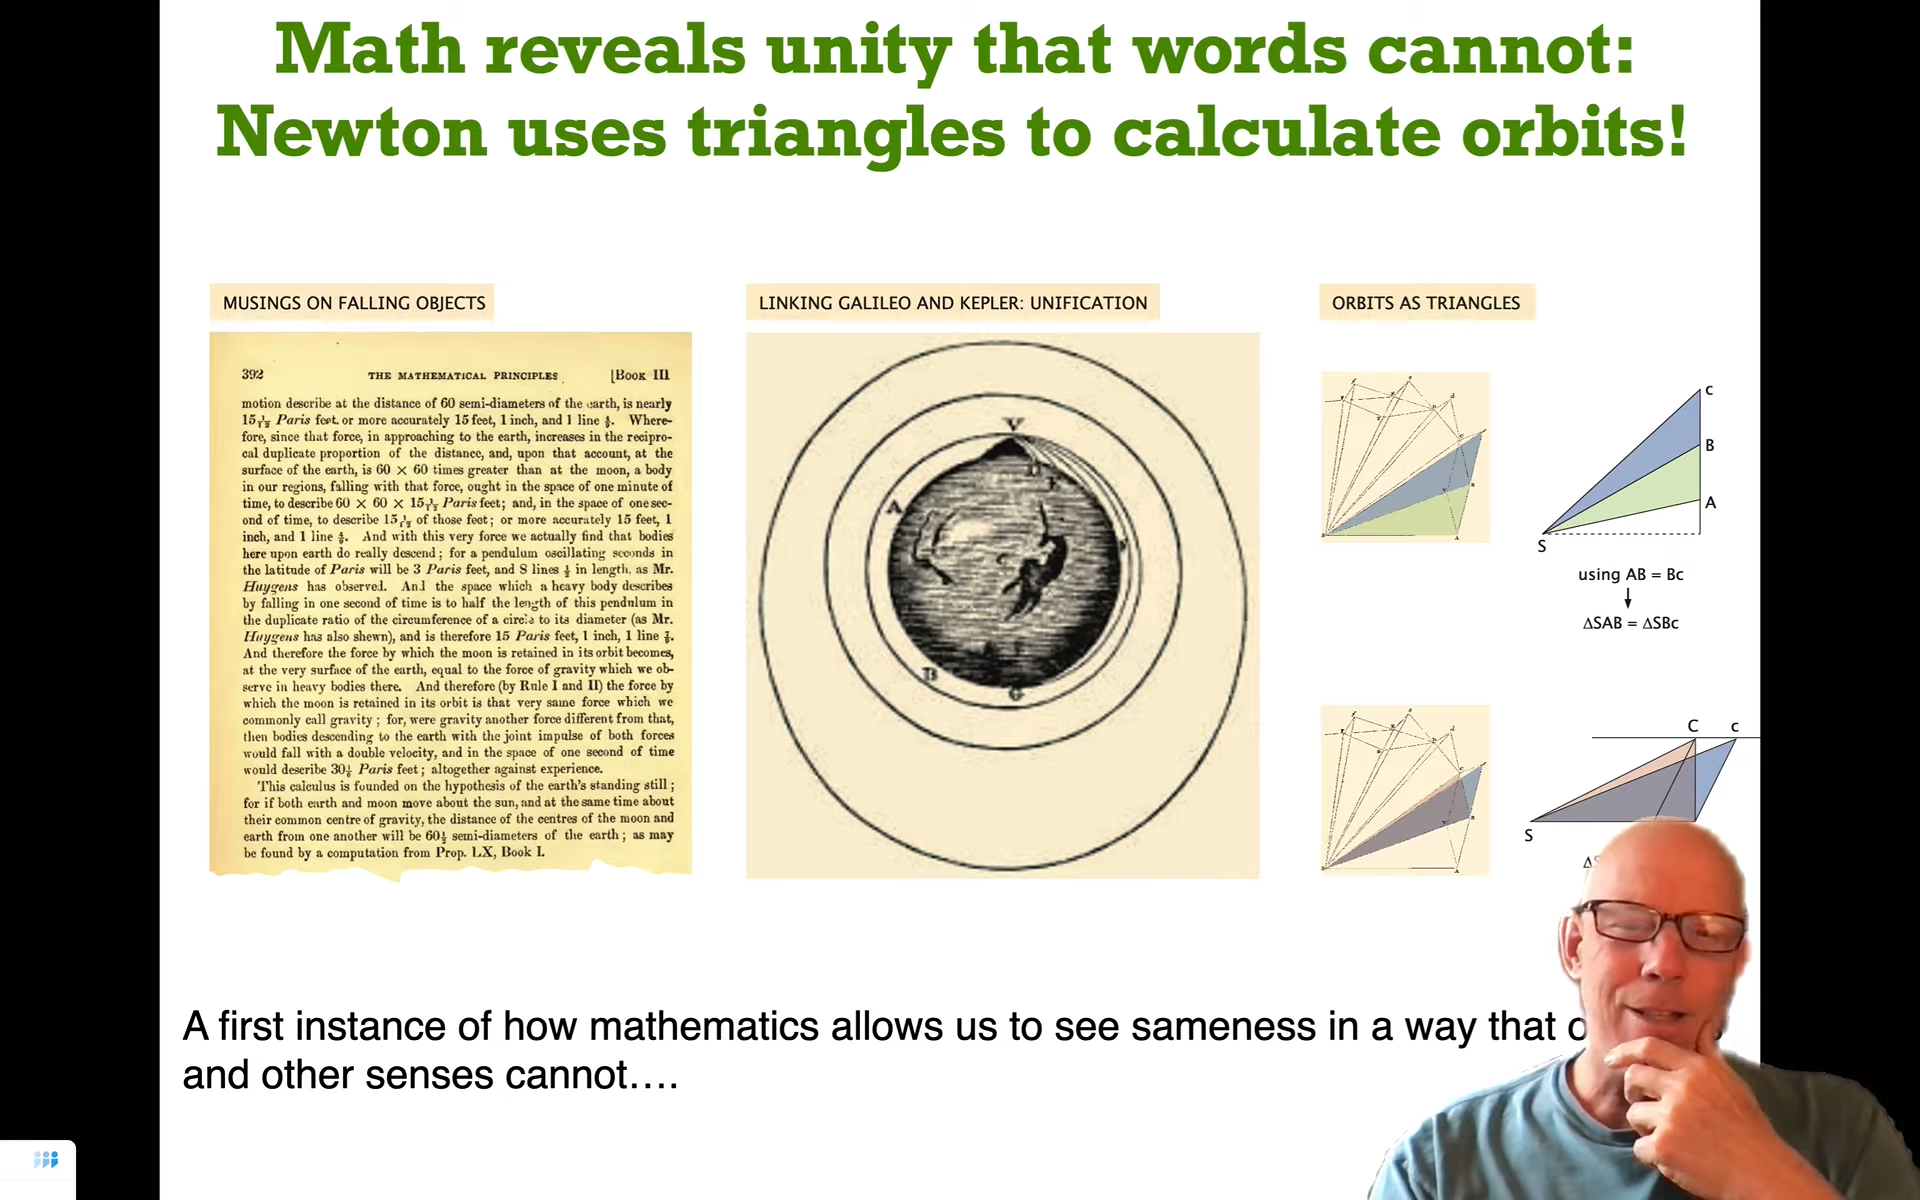 Math reveals unity that words cannot:
Newton uses triangles to calculate orbits!
MUSINGS ON FALLING OBJECTS
392 THE MATHEMATICAL PRINCIPLES [BOOK III
motion describe at the distance of 60 semi-diameters of the earth, is nearly
15 1/12 Paris feet, or more accurately 15 feet, 1 inch, and 1 line
Where-
fore, since that force, in approaching to the earth, increases in the recipro-
cal duplicate proportion of the distance, and, upon that account, at the
surface of the earth, is 60 × 60 times greater than at the moon, a body
in our regions, falling with that force, ought in the space of one minute of
time, to describe 60 × 60 × 15 1/12 Paris feet; and, in the space of one sec-
ond of time, to describe 15 1/12 of those feet; or more accurately 15 feet, 1
inch, and 1 line And with this very force we actually find that bodies
here upon earth do really descend; for a pendulum oscillating seconds in
the latitude of Paris will be 3 Paris feet, and 8 lines ½ in length, as Mr.
Huygens has observed. And the space which a heavy body describes
by falling in one second of time is to half the length of this pendulum in
the duplicate ratio of the circumference of a circle to its diameter (as Mr.
Huygens has also shewn), and is therefore 15 Paris feet, 1 inch, 1 line
And therefore the force by which the moon is retained in its orbit becomes,
at the very surface of the earth, equal to the force of gravity which we ob-
serve in heavy bodies there. And therefore (by Rule I and II) the force by
which the moon is retained in its orbit is that very same force which we
commonly call gravity; for, were gravity another force different from that,
then bodies descending to the earth with the joint impulse of both forces
would fall with a double velocity, and in the space of one second of time
would describe 30 1/6 Paris feet; altogether against experience.
This calculus is founded on the hypothesis of the earth's standing still;
for if both earth and moon move about the sun, and at the same time about
their common centre of gravity, the distance of the centres of the moon and
earth from one another will be 60½ semi-diameters of the earth; as may
be found by a computation from Prop. LX, Book I.
LINKING GALILEO AND KEPLER: UNIFICATION
V
D
F
A
C
B
G
ORBITS AS TRIANGLES
c
B
A
S
using AB = Bc
↓
ΔSAB = ΔSBc
C c
S
A first instance of how mathematics allows us to see sameness in a way that
and other senses cannot....